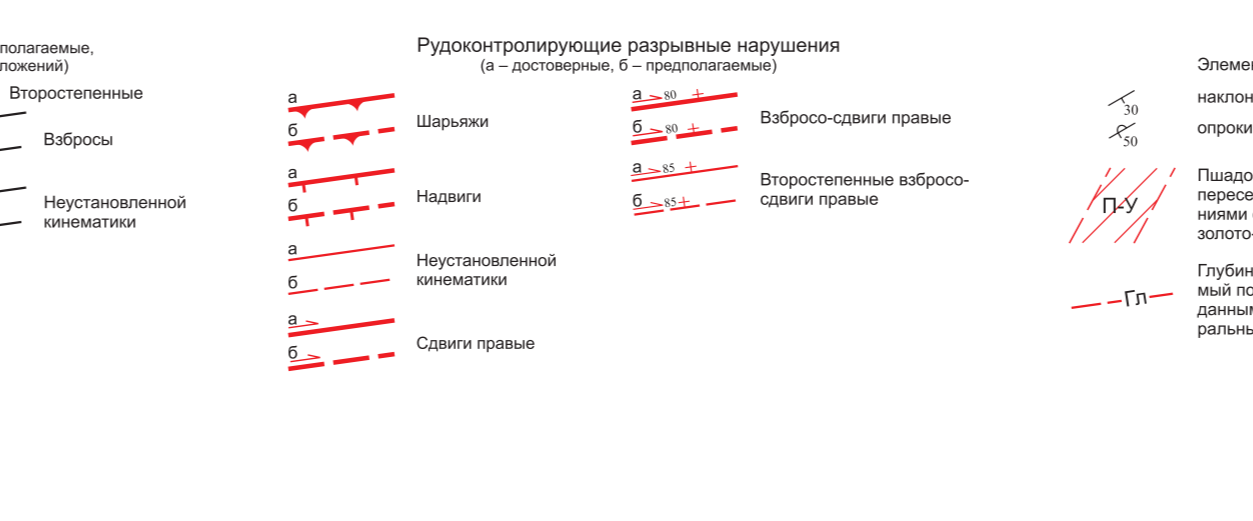 полагаемые,
ложений)
Второстепенные
Взбросы
Неустановленной
кинематики
Рудоконтролирующие разрывные нарушения
(а – достоверные, б – предполагаемые)
а
б
Шарьяжи
а
б
Надвиги
а
б
Неустановленной
кинематики
а
б
Сдвиги правые
а 80
б 80
Взбросо-сдвиги правые
а 85
б 85
Второстепенные взбросо-
сдвиги правые
Элемен
30
наклон
50
опроки
П-У
Пшадо
пересе
ниями
золото-
Гл
Глубин
мый по
данным
ральны